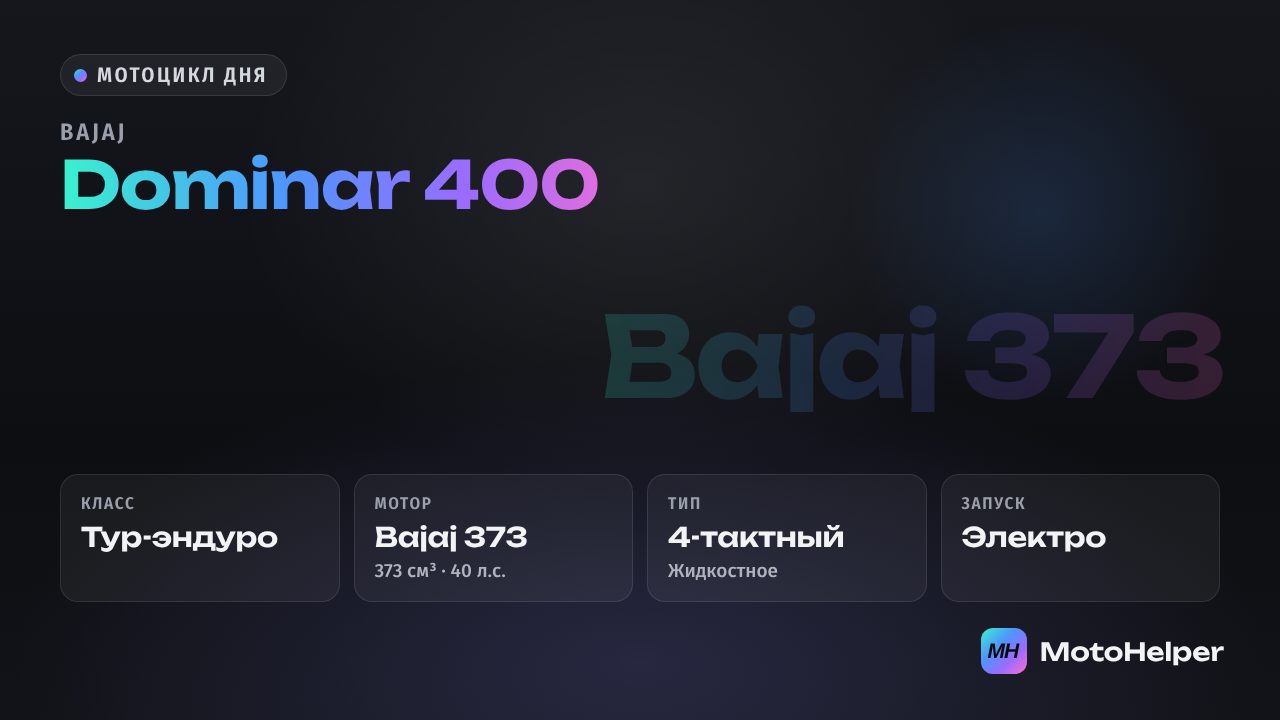 МОТОЦИКЛ ДНЯ
BAJAJ
Dominar 400
Bajaj 373
КЛАСС
Тур-эндуро
МОТОР
Bajaj 373
373 см³ · 40 л.с.
ТИП
4-тактный
Жидкостное
ЗАПУСК
Электро
MH MotoHelper